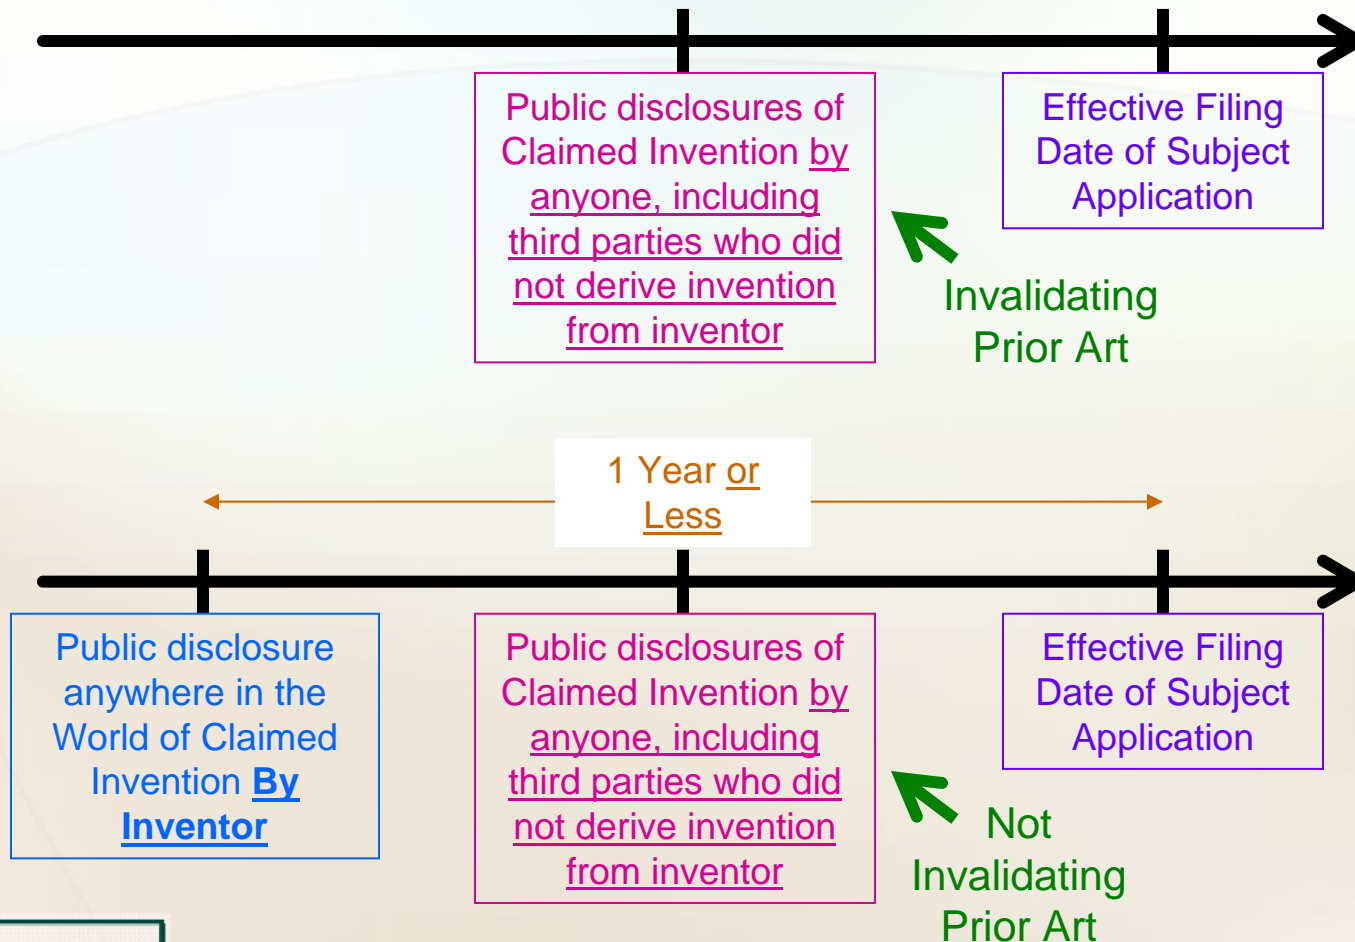 Public disclosures of
Claimed Invention by
anyone, including
third parties who did
not derive invention
from inventor
Effective Filing
Date of Subject
Application
Invalidating
Prior Art
1 Year or
Less
Public disclosure
anywhere in the
World of Claimed
Invention By
Inventor
Public disclosures of
Claimed Invention by
anyone, including
third parties who did
not derive invention
from inventor
Effective Filing
Date of Subject
Application
Not
Invalidating
Prior Art